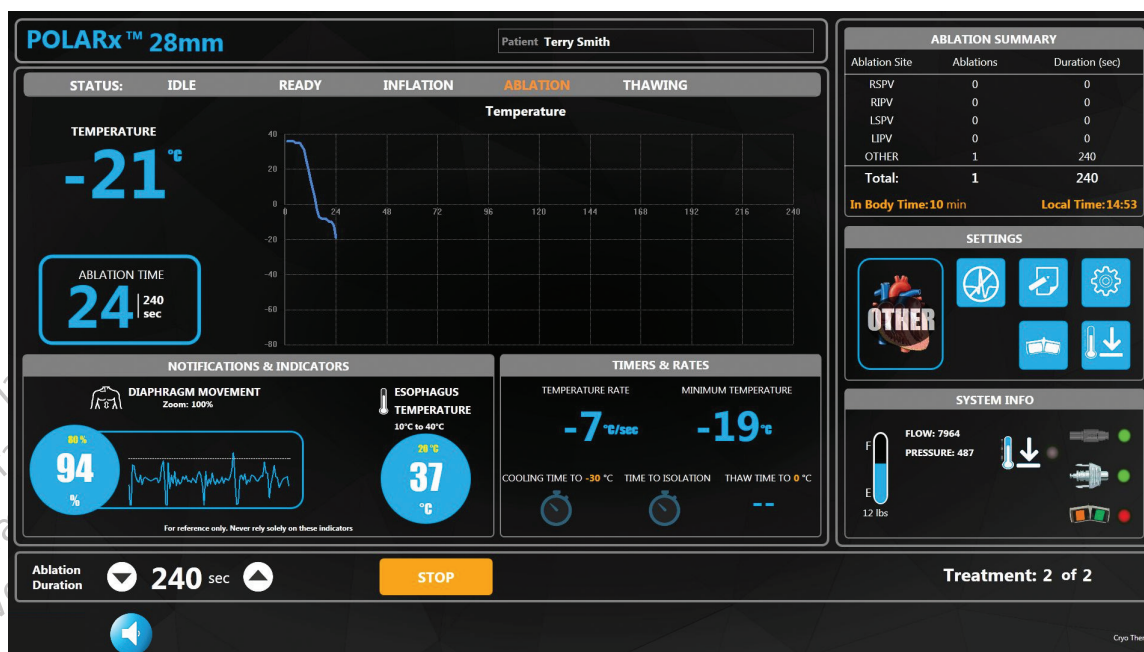 POLARx™ 28mm
Patient Terry Smith
STATUS: IDLE READY INFLATION ABLATION THAWING
TEMPERATURE
-21 °C
ABLATION TIME
24 240 sec
Temperature
40
20
0
-20
-40
-60
-80
0 24 48 72 96 120 144 168 192 216 240
NOTIFICATIONS & INDICATORS
DIAPHRAGM MOVEMENT
Zoom: 100%
80 %
94
%
ESOPHAGUS
TEMPERATURE
10°C to 40°C
20 °C
37
°C
For reference only. Never rely solely on these indicators
TIMERS & RATES
TEMPERATURE RATE MINIMUM TEMPERATURE
-7 °C/sec -19 °C
COOLING TIME TO -30 °C TIME TO ISOLATION THAW TIME TO 0 °C
--
ABLATION SUMMARY
Ablation Site Ablations Duration (sec)
RSPV 0 0
RIPV 0 0
LSPV 0 0
LIPV 0 0
OTHER 1 240
Total: 1 240
In Body Time:10 min Local Time:14:53
SETTINGS
OTHER
SYSTEM INFO
F
E
12 lbs
FLOW: 7964
PRESSURE: 487
Ablation
Duration
240 sec
STOP
Treatment: 2 of 2
Cryo Ther